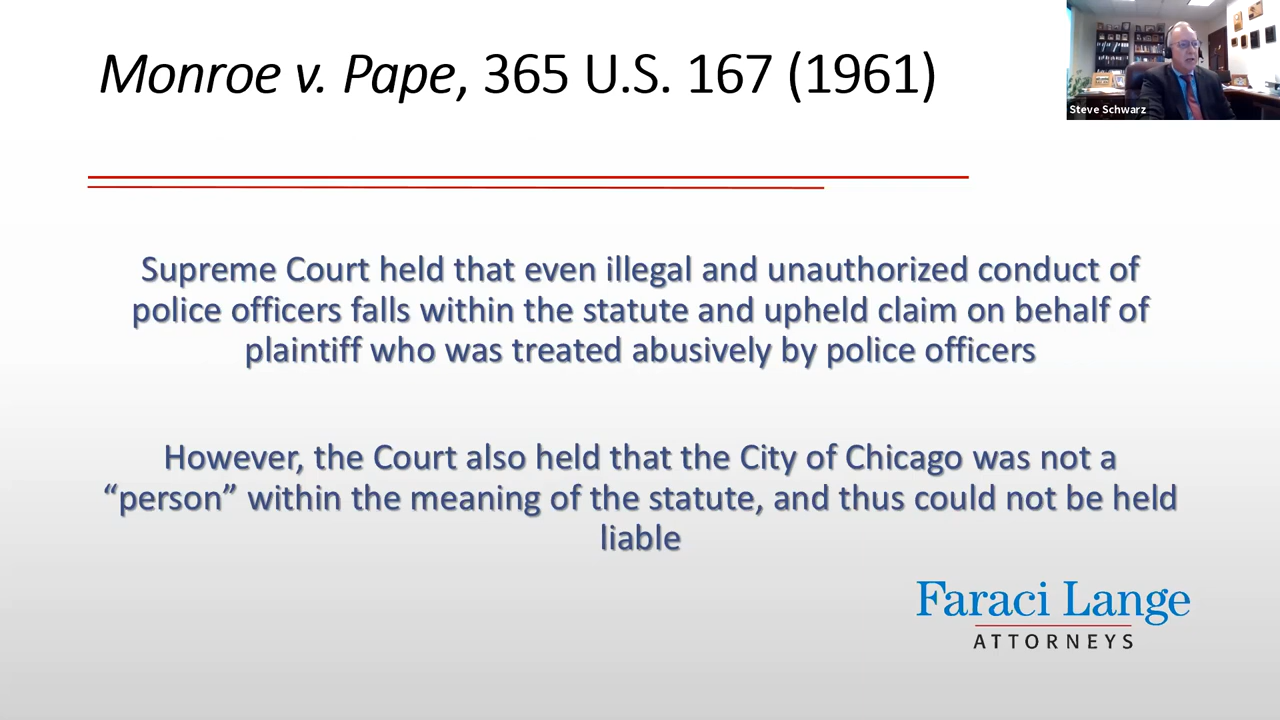 Monroe v. Pape, 365 U.S. 167 (1961)
Steve Schwarz
Supreme Court held that even illegal and unauthorized conduct of
police officers falls within the statute and upheld claim on behalf of
plaintiff who was treated abusively by police officers
However, the Court also held that the City of Chicago was not a
“person” within the meaning of the statute, and thus could not be held
liable
Faraci Lange
ATTORNEYS